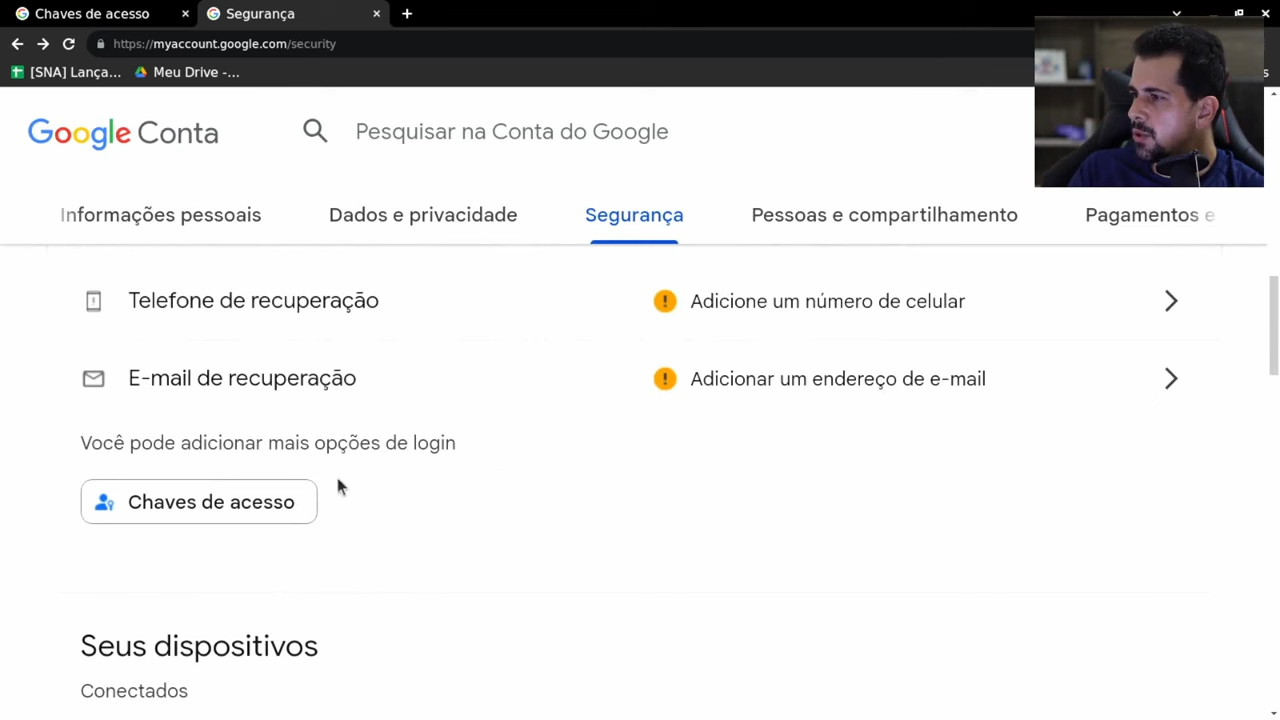 Chaves de acesso
Segurança
https://myaccount.google.com/security
[SNA] Lança...
Meu Drive -...
Google Conta
Pesquisar na Conta do Google
Informações pessoais
Dados e privacidade
Segurança
Pessoas e compartilhamento
Pagamentos e
Telefone de recuperação
Adicione um número de celular
E-mail de recuperação
Adicionar um endereço de e-mail
Você pode adicionar mais opções de login
Chaves de acesso
Seus dispositivos
Conectados